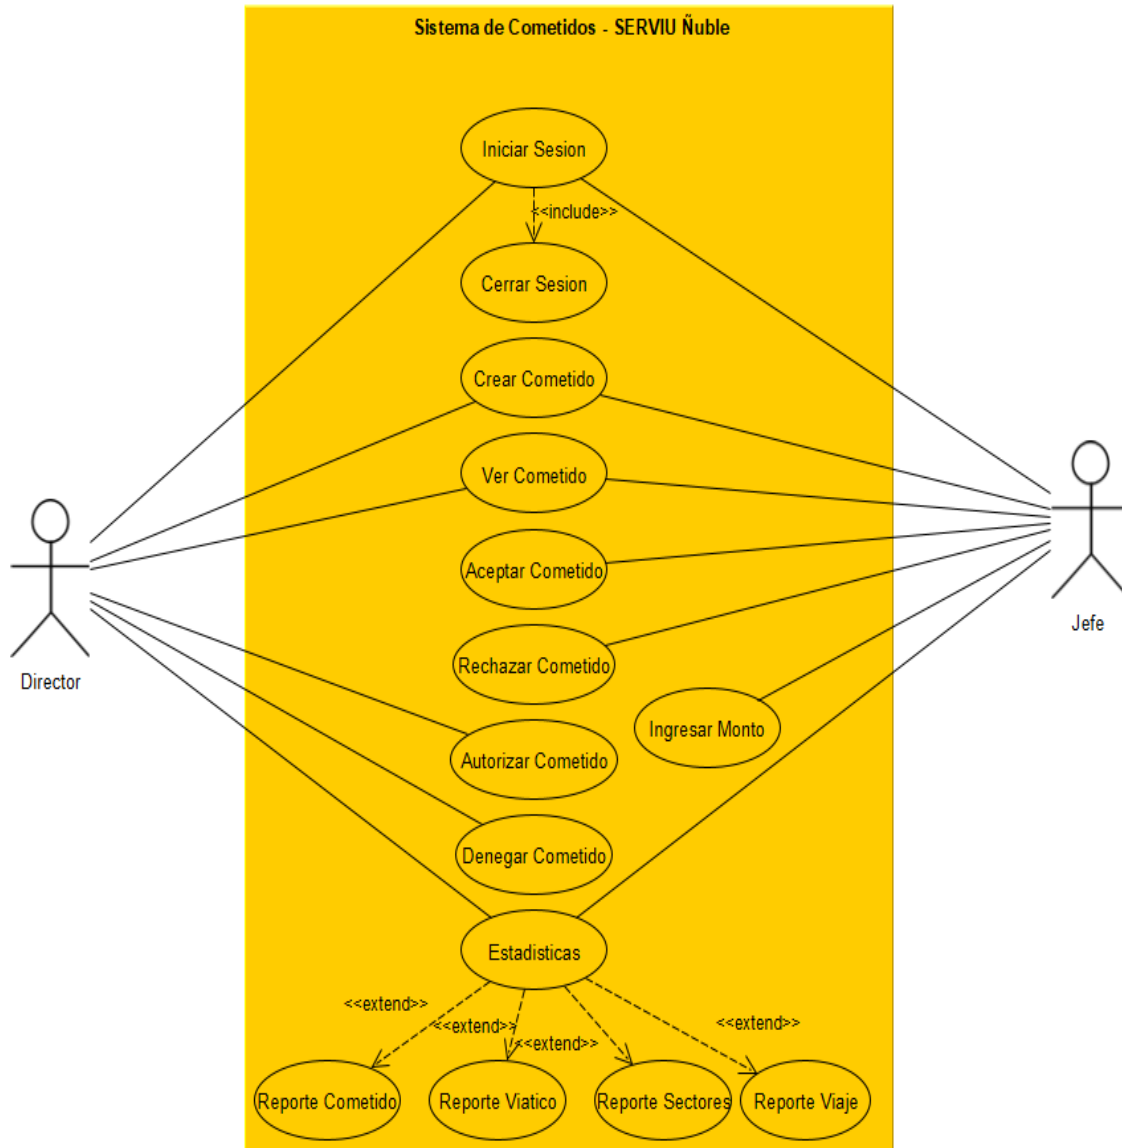 Sistema de Cometidos - SERVIU Ñuble
Iniciar Sesion
<<include>>
Cerrar Sesion
Crear Cometido
Ver Cometido
Aceptar Cometido
Jefe
Rechazar Cometido
Director
Ingresar Monto
Autorizar Cometido
Denegar Cometido
Estadisticas
<<extend>>
<<extend>>
<<extend>>
<<extend>>
Reporte Cometido
Reporte Viatico
Reporte Sectores
Reporte Viaje